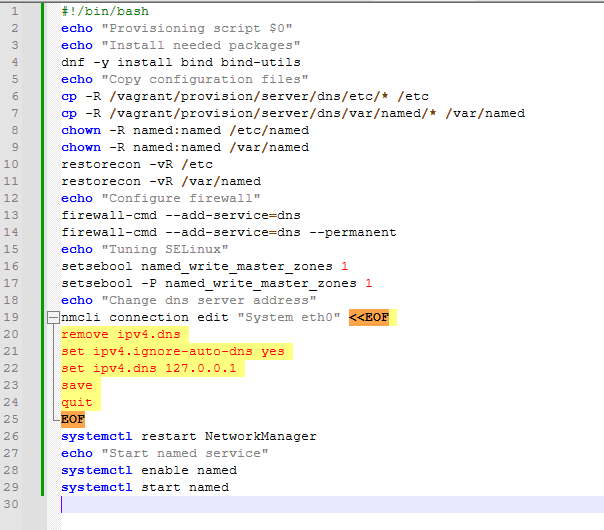 1 #!/bin/bash
2 echo "Provisioning script $0"
3 echo "Install needed packages"
4 dnf -y install bind bind-utils
5 echo "Copy configuration files"
6 cp -R /vagrant/provision/server/dns/etc/* /etc
7 cp -R /vagrant/provision/server/dns/var/named/* /var/named
8 chown -R named:named /etc/named
9 chown -R named:named /var/named
10 restorecon -vR /etc
11 restorecon -vR /var/named
12 echo "Configure firewall"
13 firewall-cmd --add-service=dns
14 firewall-cmd --add-service=dns --permanent
15 echo "Tuning SELinux"
16 setsebool named_write_master_zones 1
17 setsebool -P named_write_master_zones 1
18 echo "Change dns server address"
19 nmcli connection edit "System eth0" <<EOF
20 remove ipv4.dns
21 set ipv4.ignore-auto-dns yes
22 set ipv4.dns 127.0.0.1
23 save
24 quit
25 EOF
26 systemctl restart NetworkManager
27 echo "Start named service"
28 systemctl enable named
29 systemctl start named
30